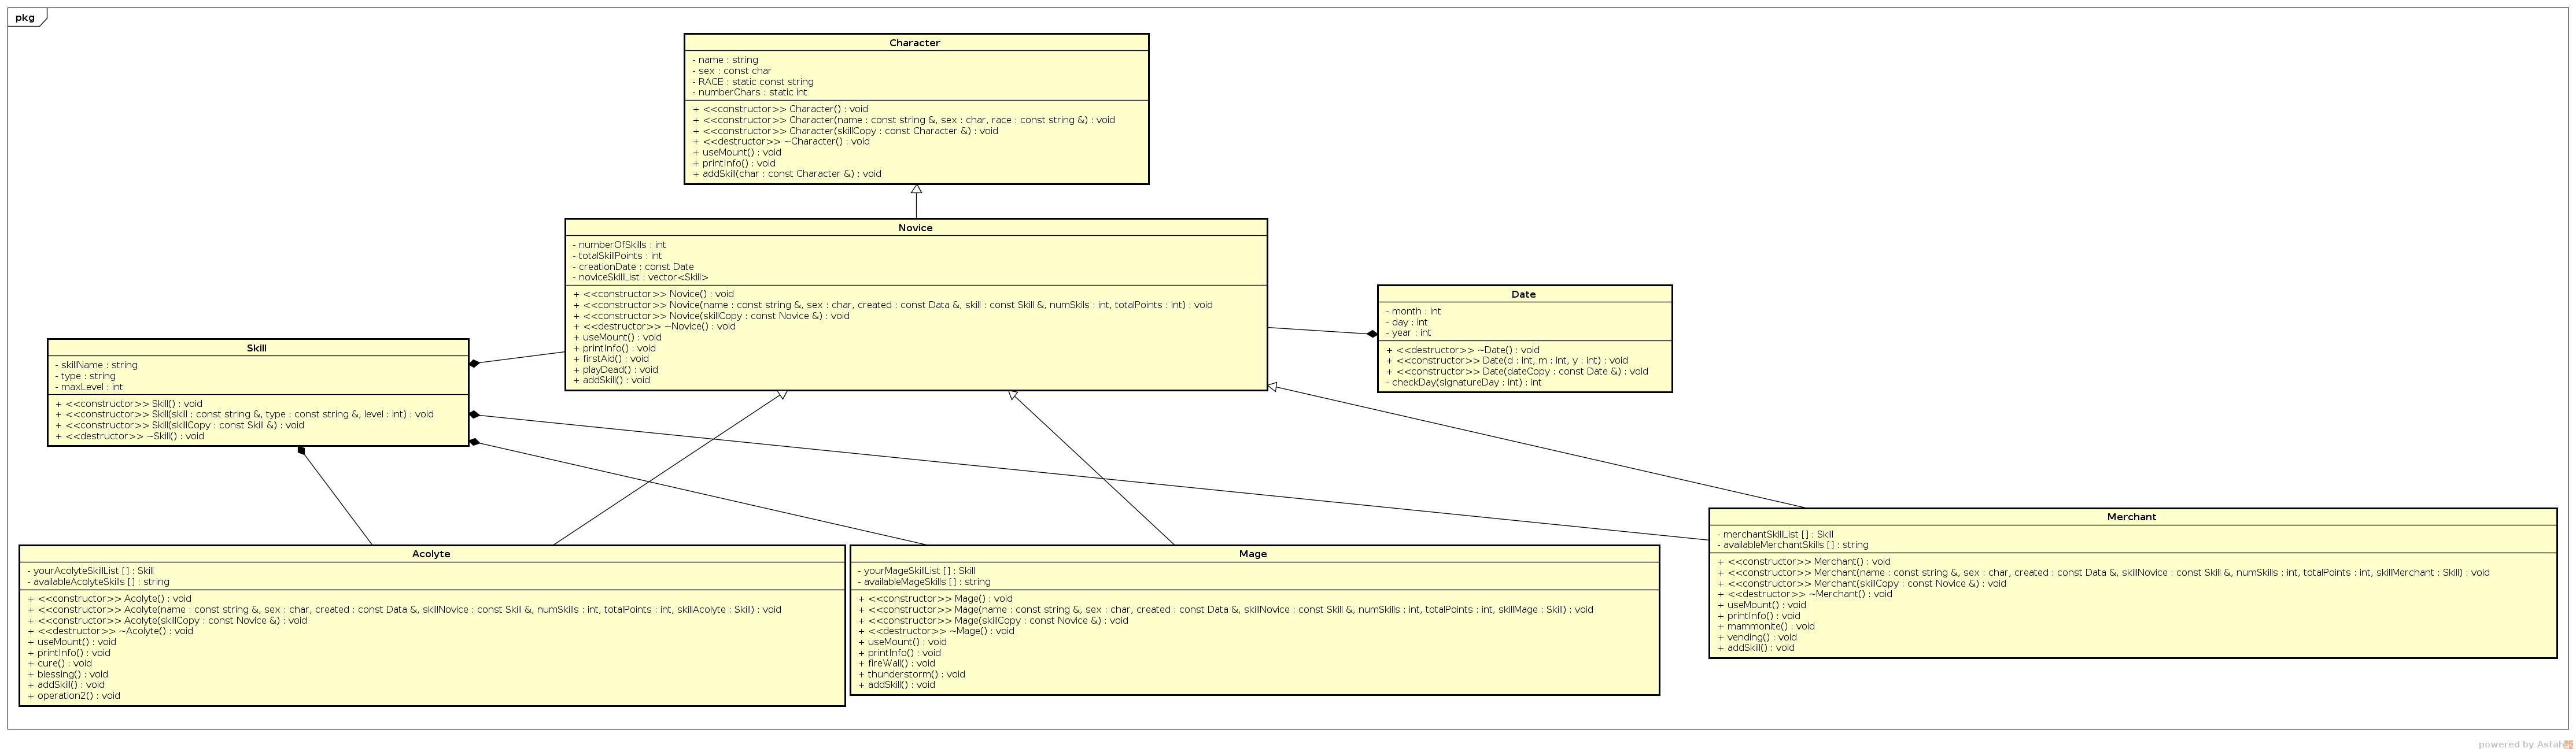 pkg
Character
- name : string
- sex : const char
- RACE : static const string
- numberChars : static int
+ <<constructor>> Character() : void
+ <<constructor>> Character(name : const string &, sex : char, race : const string &) : void
+ <<constructor>> Character(skillCopy : const Character &) : void
+ <<destructor>> ~Character() : void
+ useMount() : void
+ printInfo() : void
+ addSkill(char : const Character &) : void
Novice
- numberOfSkills : int
- totalSkillPoints : int
- creationDate : const Date
- noviceSkillList : vector<Skill>
+ <<constructor>> Novice() : void
+ <<constructor>> Novice(name : const string &, sex : char, created : const Data &, skill : const Skill &, numSkils : int, totalPoints : int) : void
+ <<constructor>> Novice(skillCopy : const Novice &) : void
+ <<destructor>> ~Novice() : void
+ useMount() : void
+ printInfo() : void
+ firstAid() : void
+ playDead() : void
+ addSkill() : void
Date
- month : int
- day : int
- year : int
+ <<destructor>> ~Date() : void
+ <<constructor>> Date(d : int, m : int, y : int) : void
+ <<constructor>> Date(dateCopy : const Date &) : void
- checkDay(signatureDay : int) : int
Skill
- skillName : string
- type : string
- maxLevel : int
+ <<constructor>> Skill() : void
+ <<constructor>> Skill(skill : const string &, type : const string &, level : int) : void
+ <<constructor>> Skill(skillCopy : const Skill &) : void
+ <<destructor>> ~Skill() : void
Acolyte
- yourAcolyteSkillList [] : Skill
- availableAcolyteSkills [] : string
+ <<constructor>> Acolyte() : void
+ <<constructor>> Acolyte(name : const string &, sex : char, created : const Data &, skillNovice : const Skill &, numSkills : int, totalPoints : int, skillAcolyte : Skill) : void
+ <<constructor>> Acolyte(skillCopy : const Novice &) : void
+ <<destructor>> ~Acolyte() : void
+ useMount() : void
+ printInfo() : void
+ cure() : void
+ blessing() : void
+ addSkill() : void
+ operation2() : void
Mage
- yourMageSkillList [] : Skill
- availableMageSkills [] : string
+ <<constructor>> Mage() : void
+ <<constructor>> Mage(name : const string &, sex : char, created : const Data &, skillNovice : const Skill &, numSkills : int, totalPoints : int, skillMage : Skill) : void
+ <<constructor>> Mage(skillCopy : const Novice &) : void
+ <<destructor>> ~Mage() : void
+ useMount() : void
+ printInfo() : void
+ fireWall() : void
+ thunderstorm() : void
+ addSkill() : void
Merchant
- merchantSkillList [] : Skill
- availableMerchantSkills [] : string
+ <<constructor>> Merchant() : void
+ <<constructor>> Merchant(name : const string &, sex : char, created : const Data &, skillNovice : const Skill &, numSkills : int, totalPoints : int, skillMerchant : Skill) : void
+ <<constructor>> Merchant(skillCopy : const Novice &) : void
+ <<destructor>> ~Merchant() : void
+ useMount() : void
+ printInfo() : void
+ mammonite() : void
+ vending() : void
+ addSkill() : void
powered by Astah